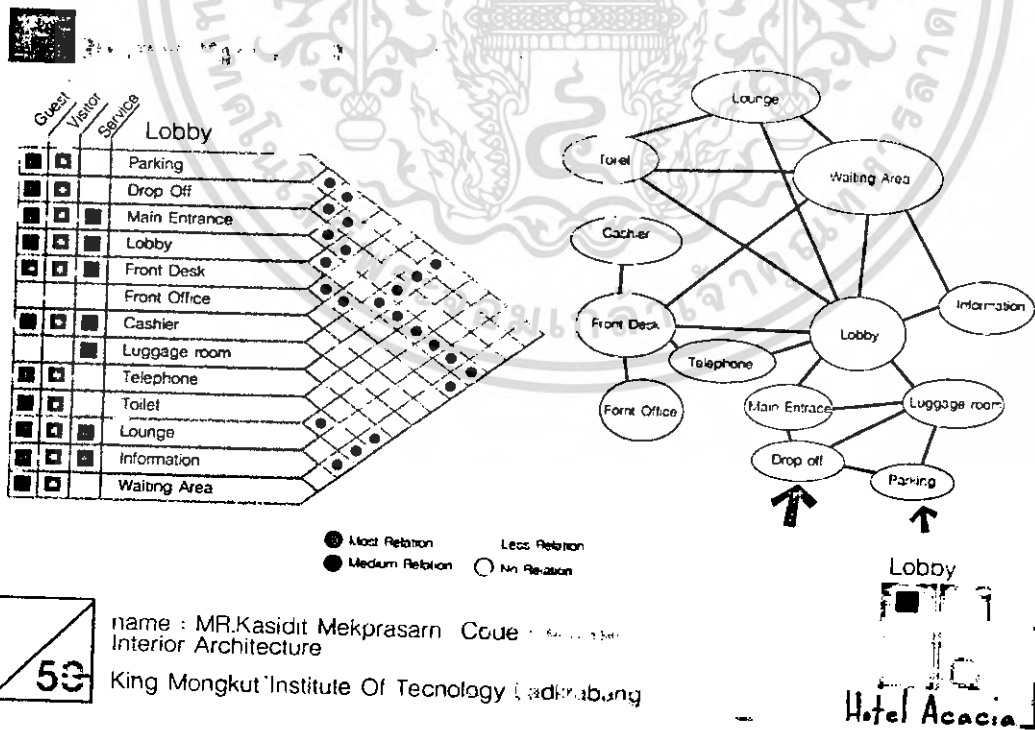 Guest
Visitor
Service
Lobby
Parking
Drop Off
Main Entrance
Lobby
Front Desk
Front Office
Cashier
Luggage room
Telephone
Toilet
Lounge
Information
Waiting Area
Most Relation
Less Relation
Medium Relation
No Relation
Lounge
Toilet
Waiting Area
Cashier
Information
Front Desk
Lobby
Telephone
Fornt Office
Main Entrace
Luggage room
Drop off
Parking
Lobby
name : MR.Kasidit Mekprasarn Code :
Interior Architecture
King Mongkut Institute Of Tecnology Ladkrabang
Hotel Acacia